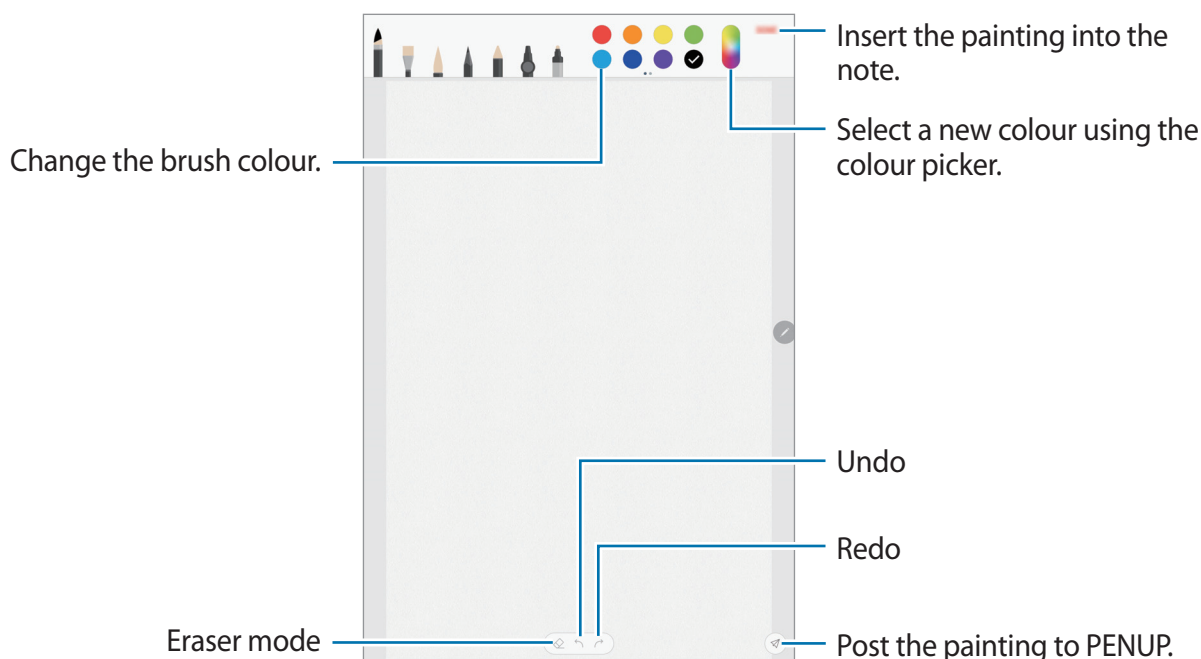 Insert the painting into the
note.
Select a new colour using the
colour picker.
Change the brush colour.
Undo
Redo
Eraser mode
Post the painting to PENUP.